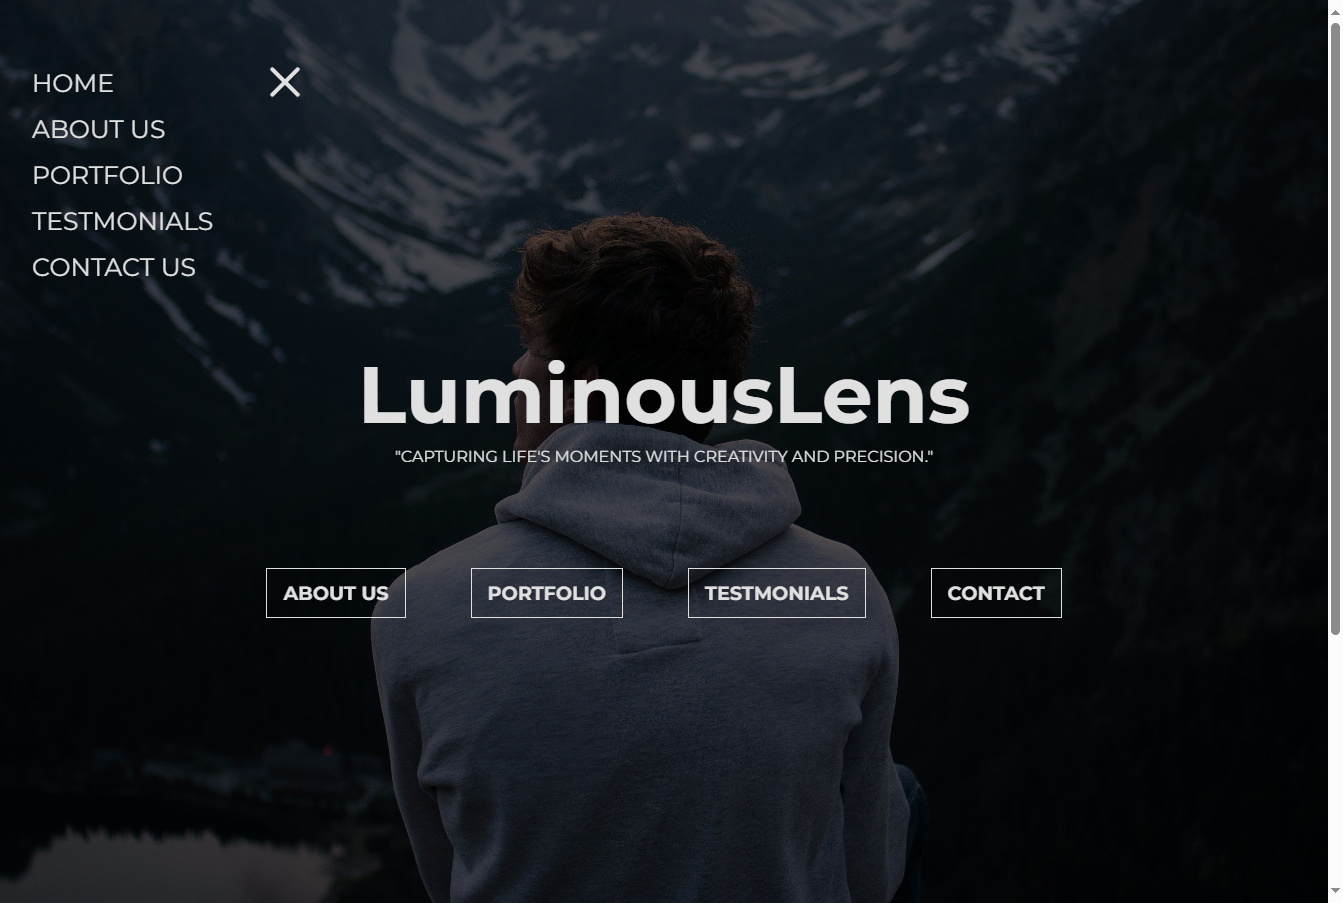 HOME
ABOUT US
PORTFOLIO
TESTMONIALS
CONTACT US
LuminousLens
"CAPTURING LIFE'S MOMENTS WITH CREATIVITY AND PRECISION."
ABOUT US PORTFOLIO TESTMONIALS CONTACT